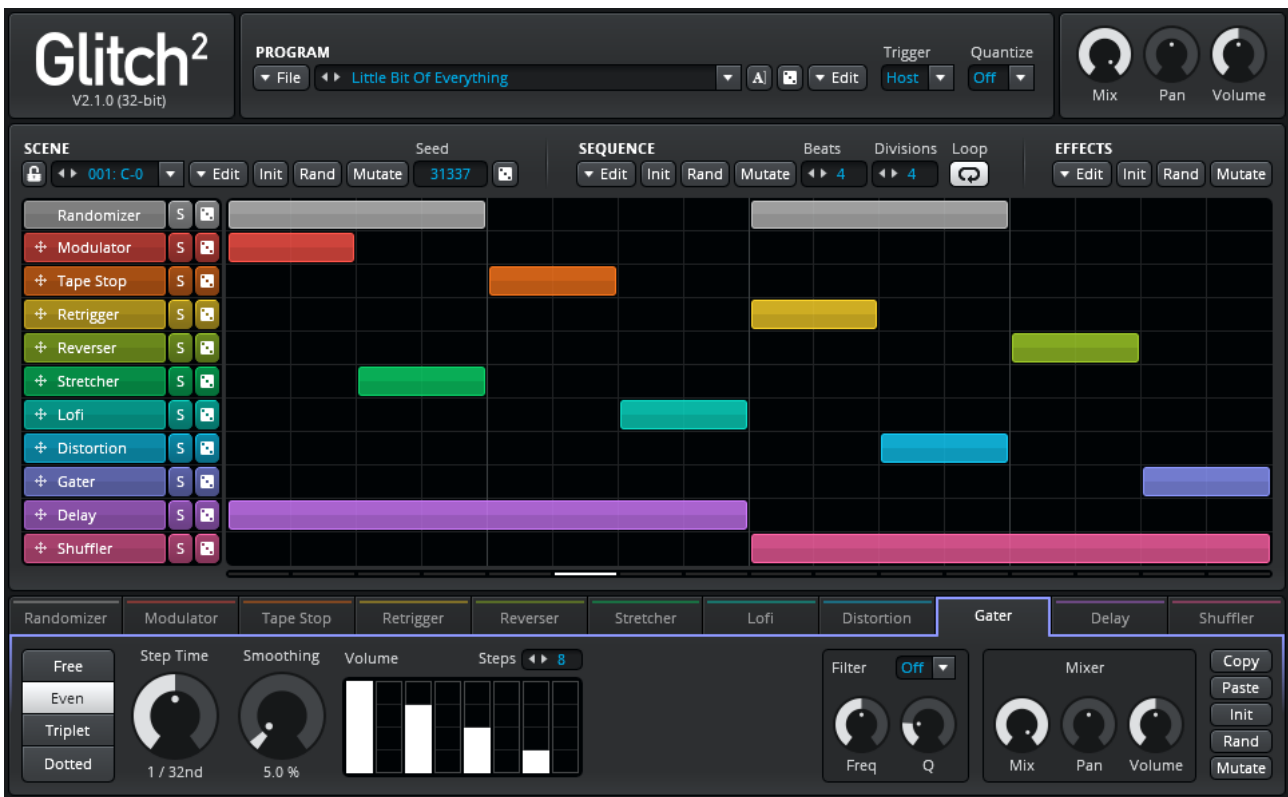 Glitch²
V2.1.0 (32-bit)
PROGRAM
File Little Bit Of Everything A Edit
Trigger Quantize
Host Off
Mix Pan Volume
SCENE Seed
001: C-0 Edit Init Rand Mutate 31337
SEQUENCE Beats Divisions Loop
Edit Init Rand Mutate 4 4
EFFECTS
Edit Init Rand Mutate
Randomizer S
Modulator S
Tape Stop S
Retrigger S
Reverser S
Stretcher S
Lofi S
Distortion S
Gater S
Delay S
Shuffler S
Randomizer Modulator Tape Stop Retrigger Reverser Stretcher Lofi Distortion Gater Delay Shuffler
Free
Even
Triplet
Dotted
Step Time Smoothing
1 / 32nd 5.0 %
Volume Steps 8
Filter Off
Freq Q
Mixer
Mix Pan Volume
Copy
Paste
Init
Rand
Mutate